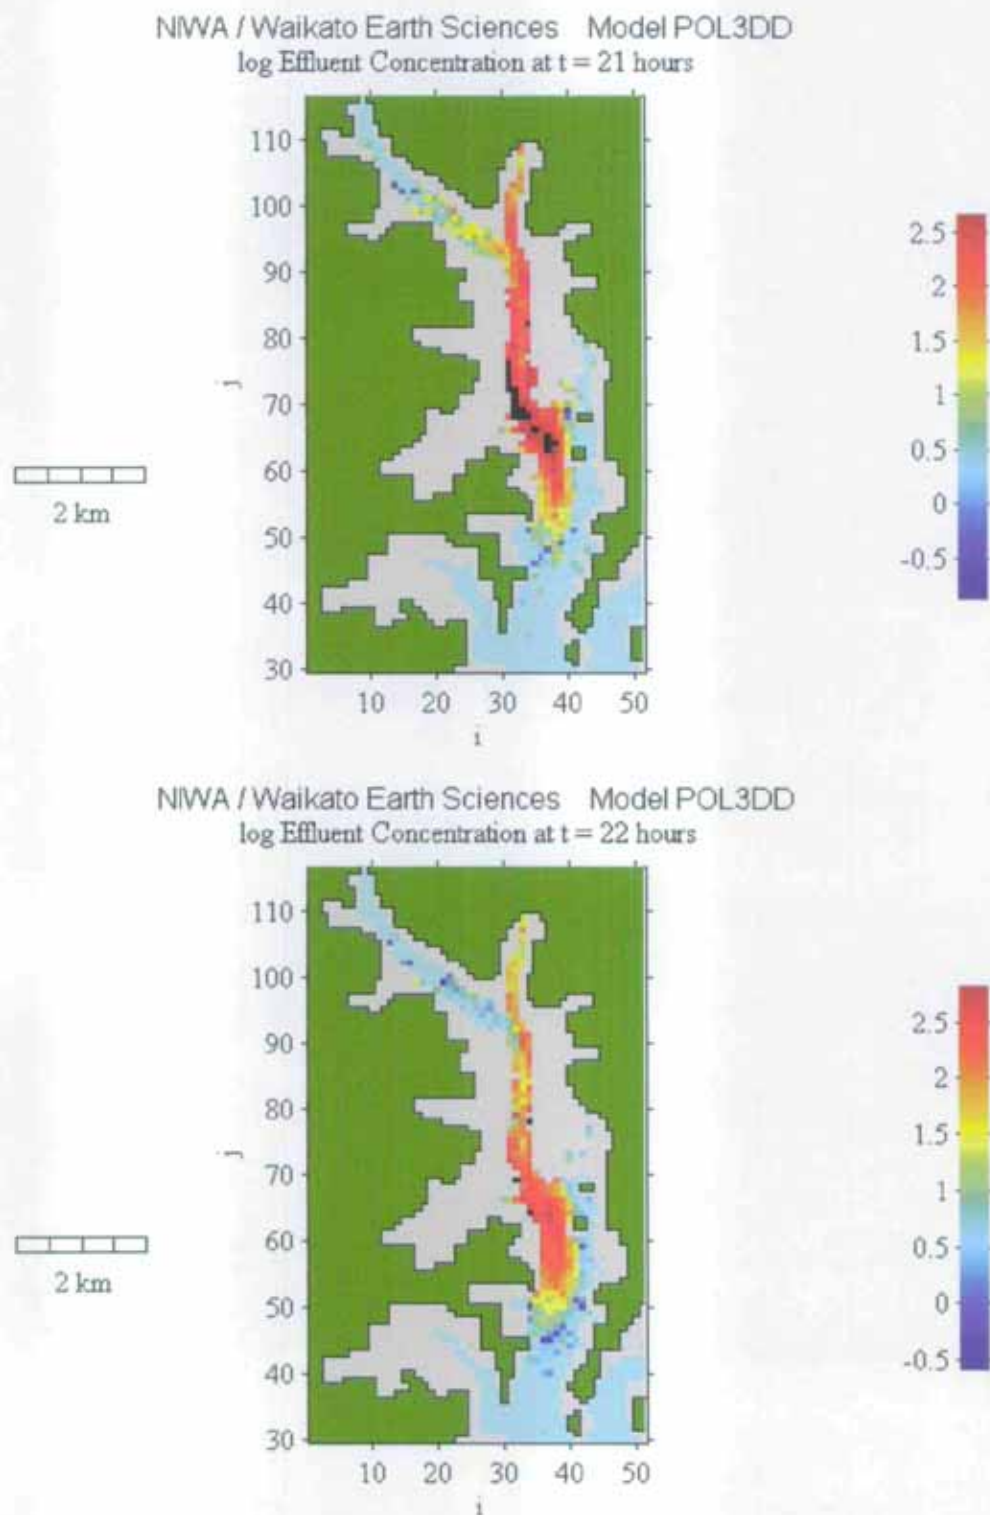 NIWA / Waikato Earth Sciences Model POL3DD
log Effluent Concentration at t = 21 hours
110
100
90
80
70
60
50
40
30
j
10 20 30 40 50
i
2 km
2.5
2
1.5
1
0.5
0
-0.5
NIWA / Waikato Earth Sciences Model POL3DD
log Effluent Concentration at t = 22 hours
110
100
90
80
70
60
50
40
30
j
10 20 30 40 50
i
2 km
2.5
2
1.5
1
0.5
0
-0.5